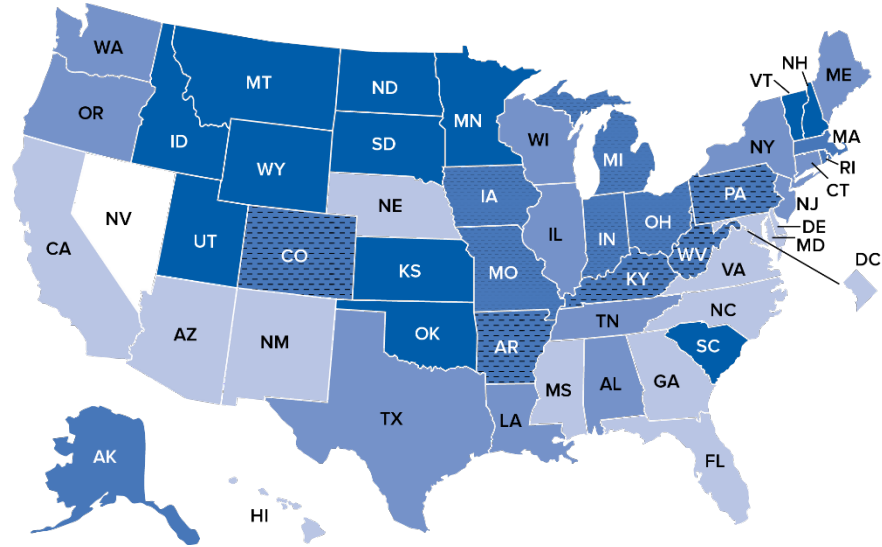 WA
MT
ND
MN
VT
NH
ME
OR
ID
SD
WI
MI
NY
MA
WY
RI
CT
IA
PA
NE
NV
NJ
UT
IL
IN
OH
DE
MD
CA
CO
DC
WV
KS
MO
KY
VA
NC
AZ
NM
OK
AR
TN
SC
TX
LA
MS
AL
GA
AK
FL
HI